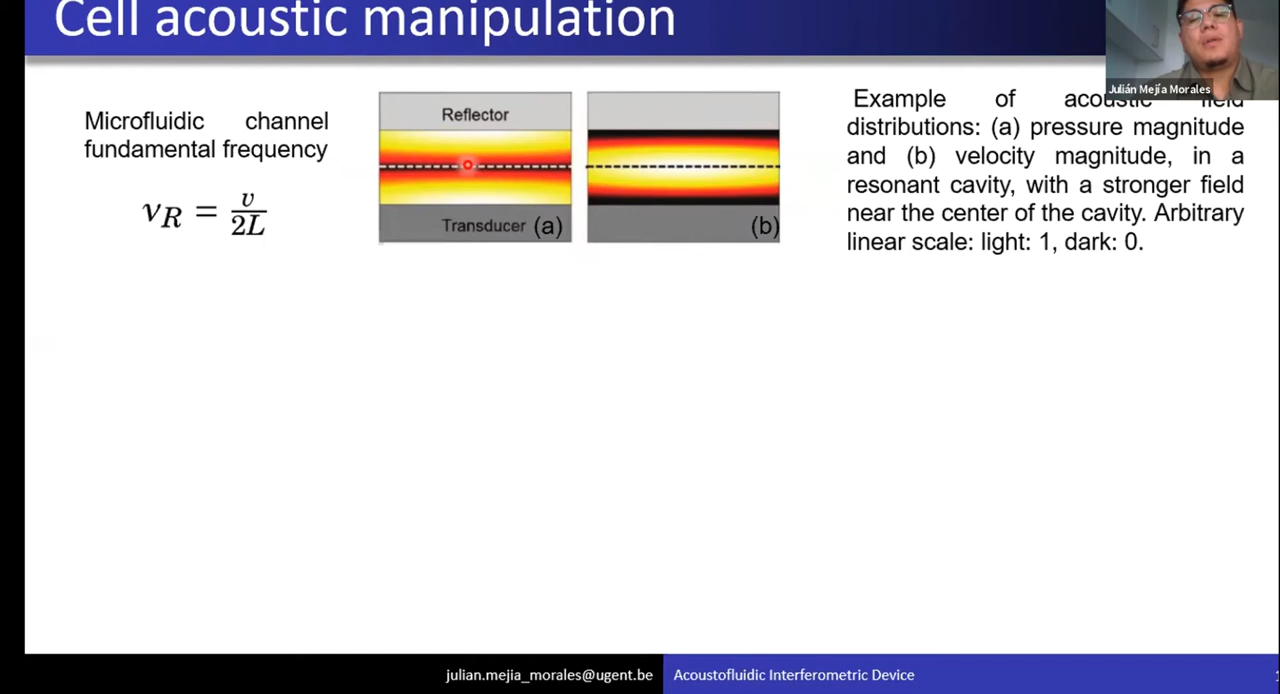 Cell acoustic manipulation
Julián Mejía Morales
Microfluidic channel
fundamental frequency
νR = v/2L
Reflector
Transducer (a)
(b)
Example of acoustic field
distributions: (a) pressure magnitude
and (b) velocity magnitude, in a
resonant cavity, with a stronger field
near the center of the cavity. Arbitrary
linear scale: light: 1, dark: 0.
julian.mejia_morales@ugent.be
Acoustofluidic Interferometric Device